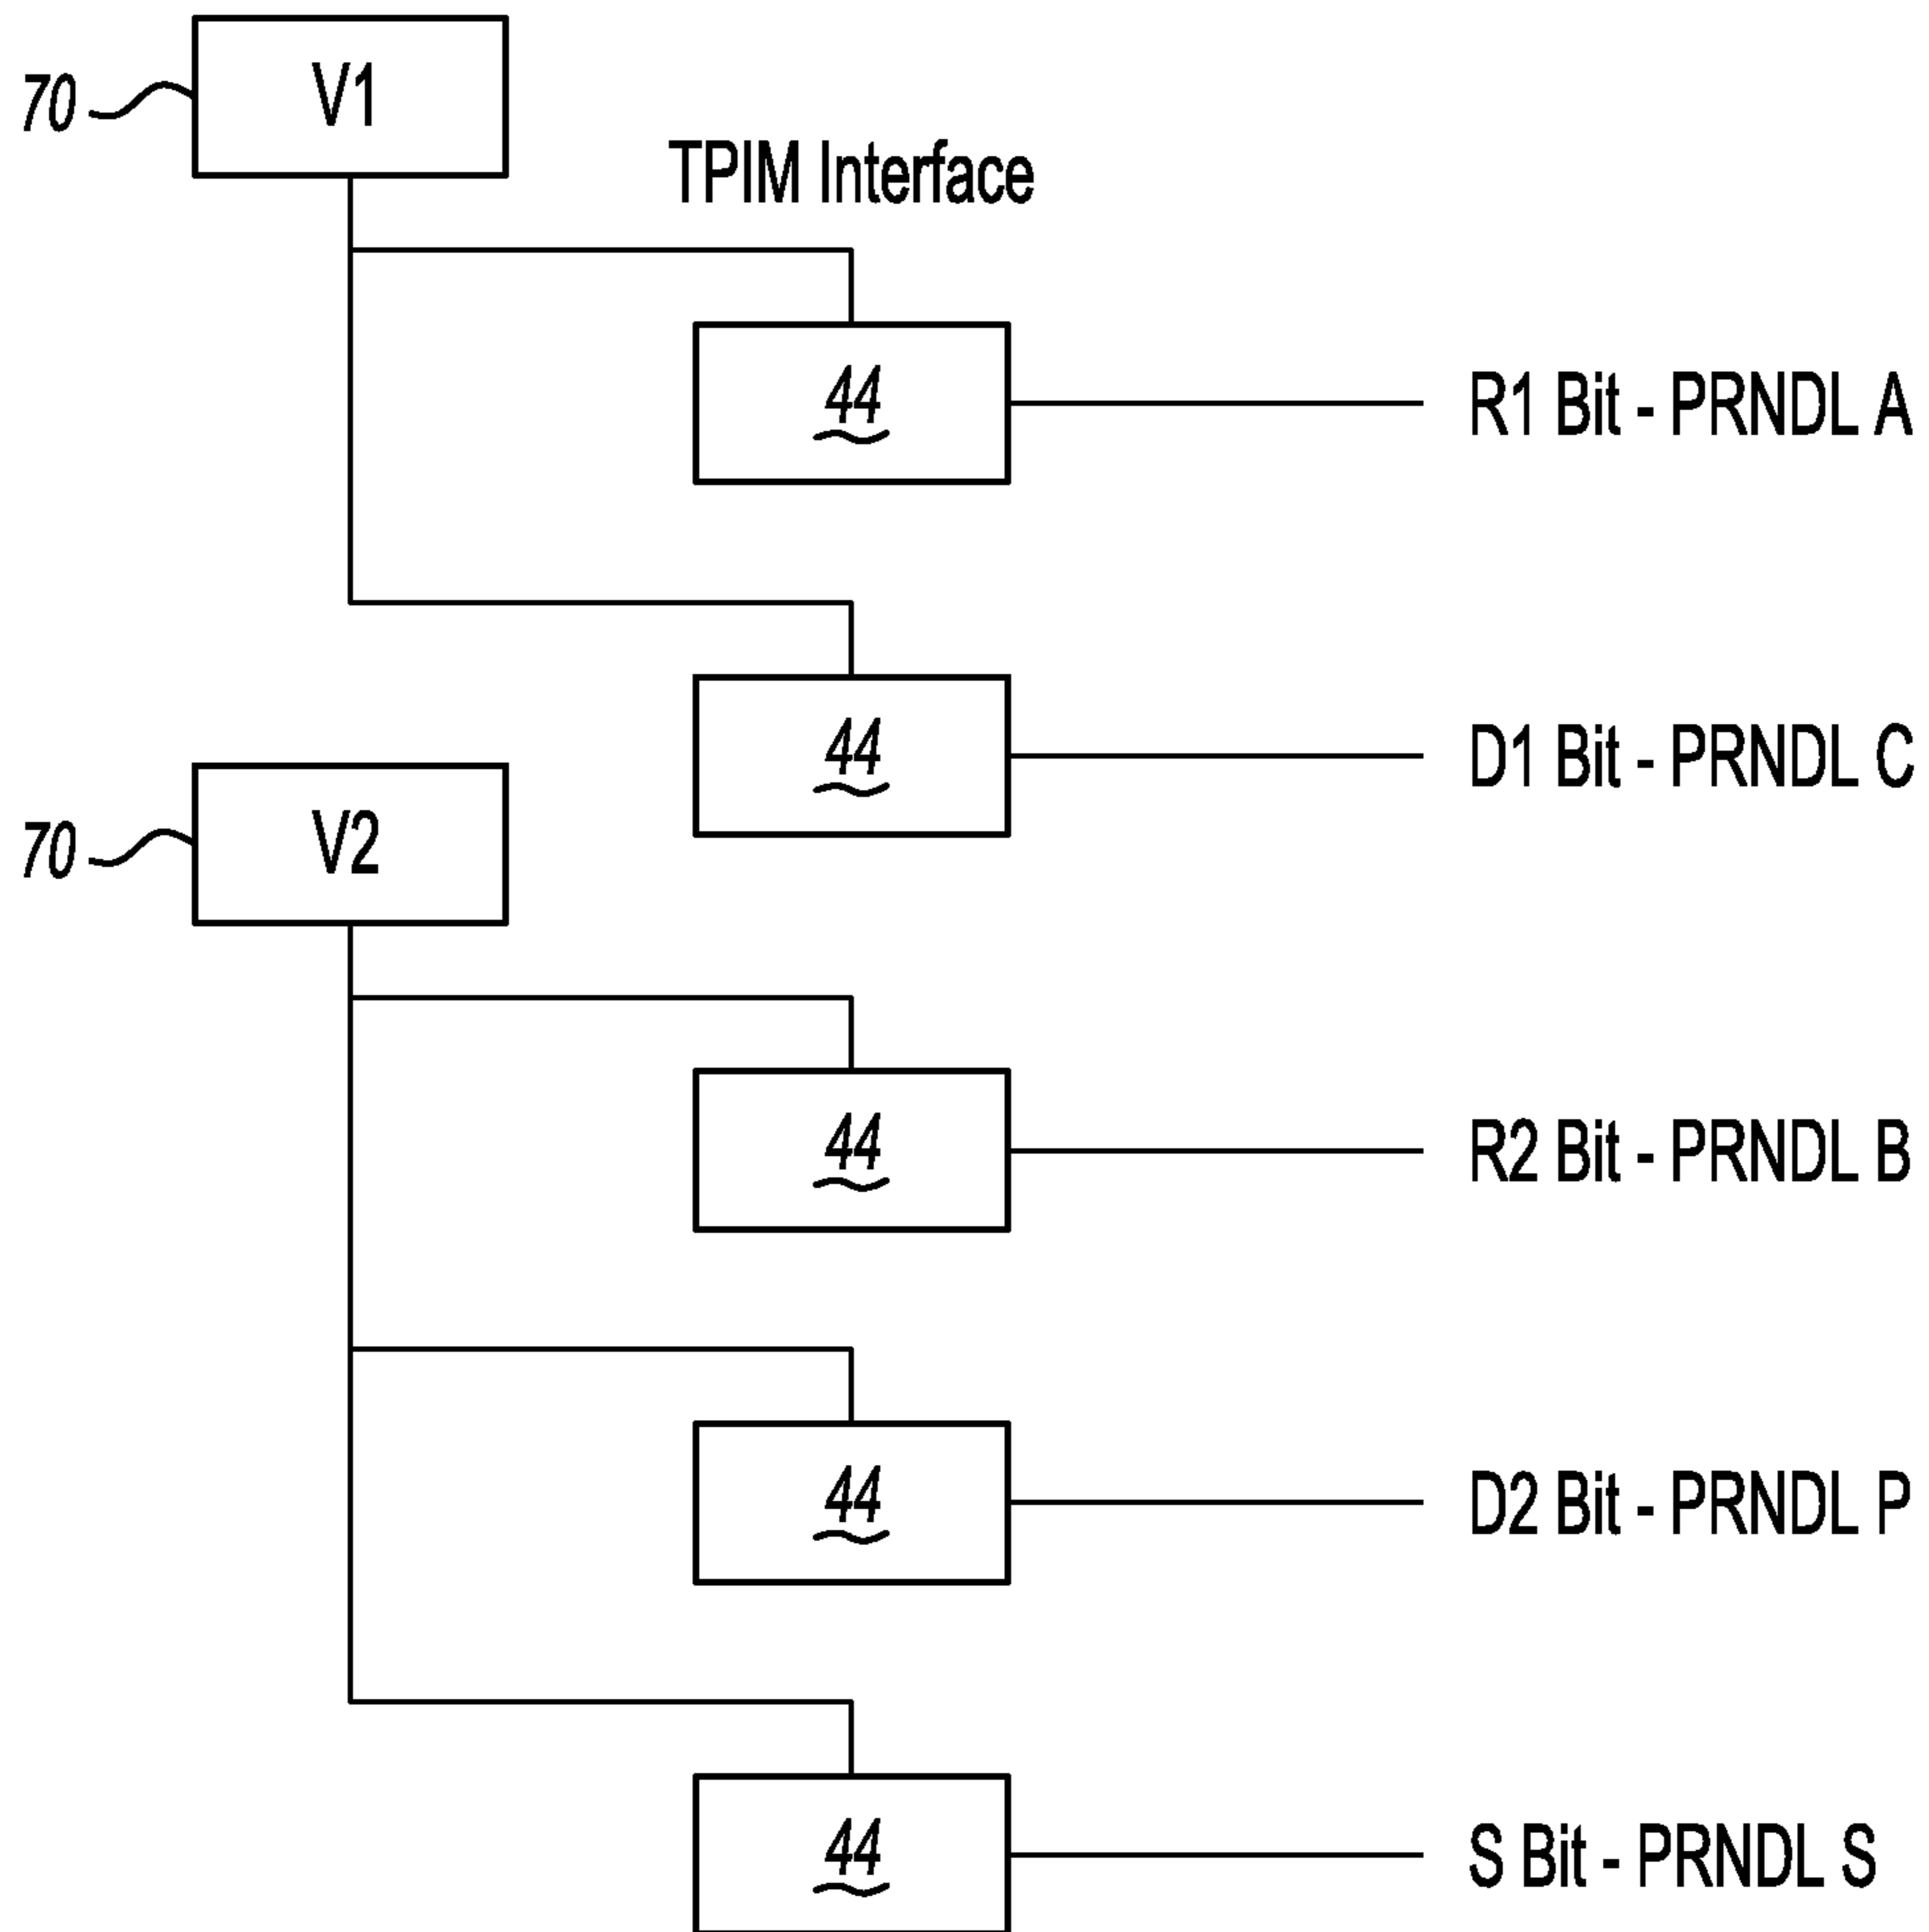 70
V1
TPIM Interface
44
R1 Bit - PRNDL A
44
D1 Bit - PRNDL C
70
V2
44
R2 Bit - PRNDL B
44
D2 Bit - PRNDL P
44
S Bit - PRNDL S